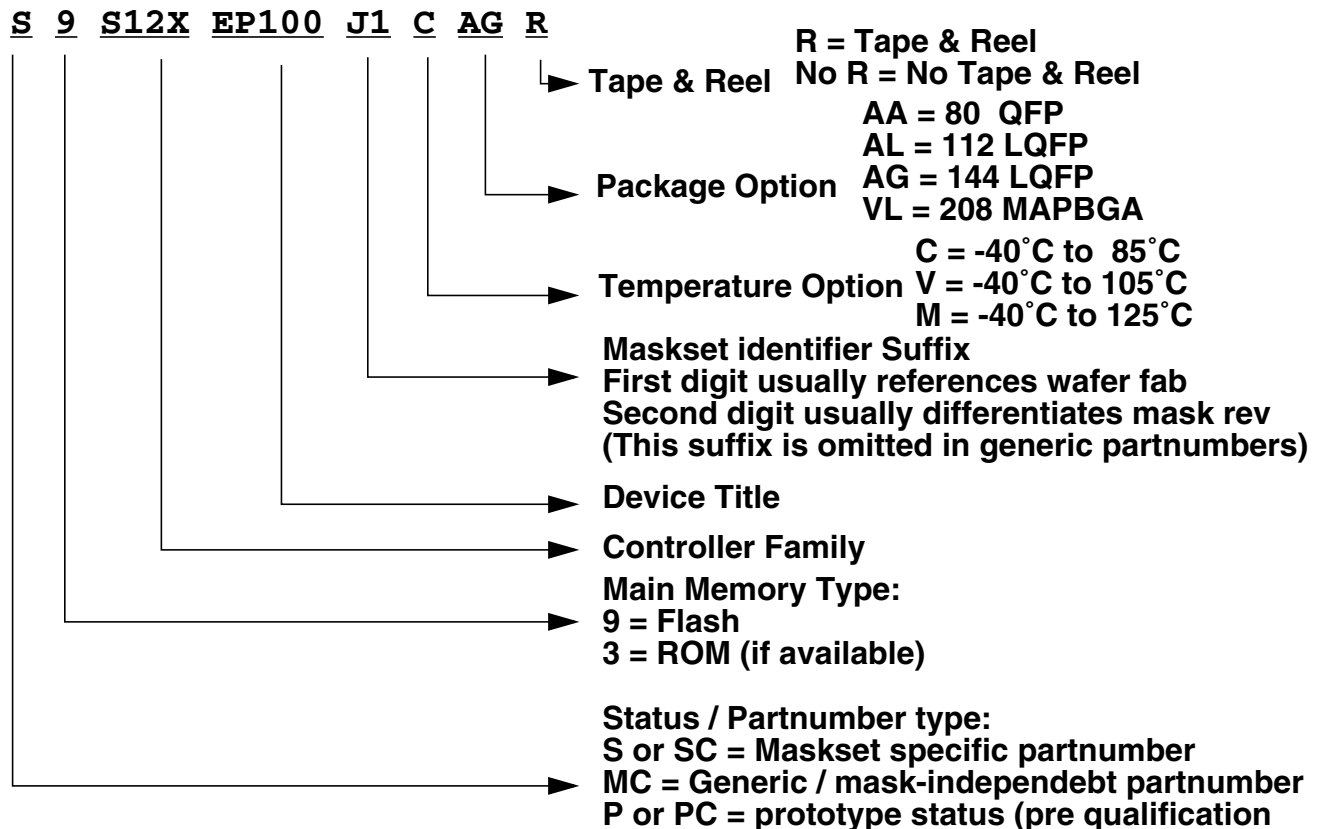 S 9 S12X EP100 J1 C AG R
R = Tape & Reel
Tape & Reel No R = No Tape & Reel
AA = 80 QFP
AL = 112 LQFP
Package Option AG = 144 LQFP
VL = 208 MAPBGA
C = -40˚C to 85˚C
Temperature Option V = -40˚C to 105˚C
M = -40˚C to 125˚C
Maskset identifier Suffix
First digit usually references wafer fab
Second digit usually differentiates mask rev
(This suffix is omitted in generic partnumbers)
Device Title
Controller Family
Main Memory Type:
9 = Flash
3 = ROM (if available)
Status / Partnumber type:
S or SC = Maskset specific partnumber
MC = Generic / mask-independebt partnumber
P or PC = prototype status (pre qualification